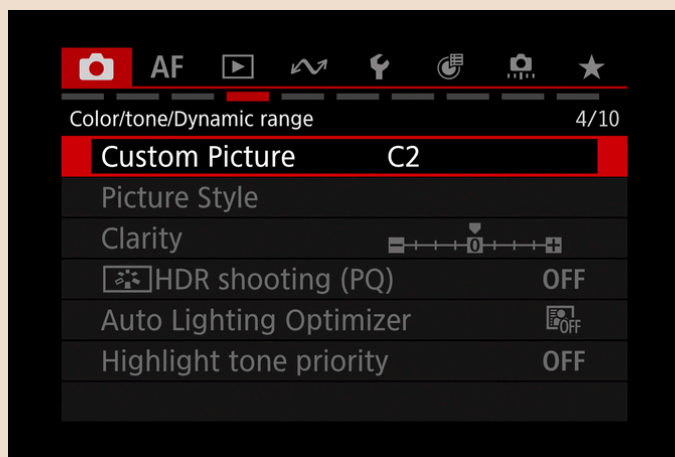 AF
Color/tone/Dynamic range 4/10
Custom Picture C2
Picture Style
Clarity 0
HDR shooting (PQ) OFF
Auto Lighting Optimizer OFF
Highlight tone priority OFF